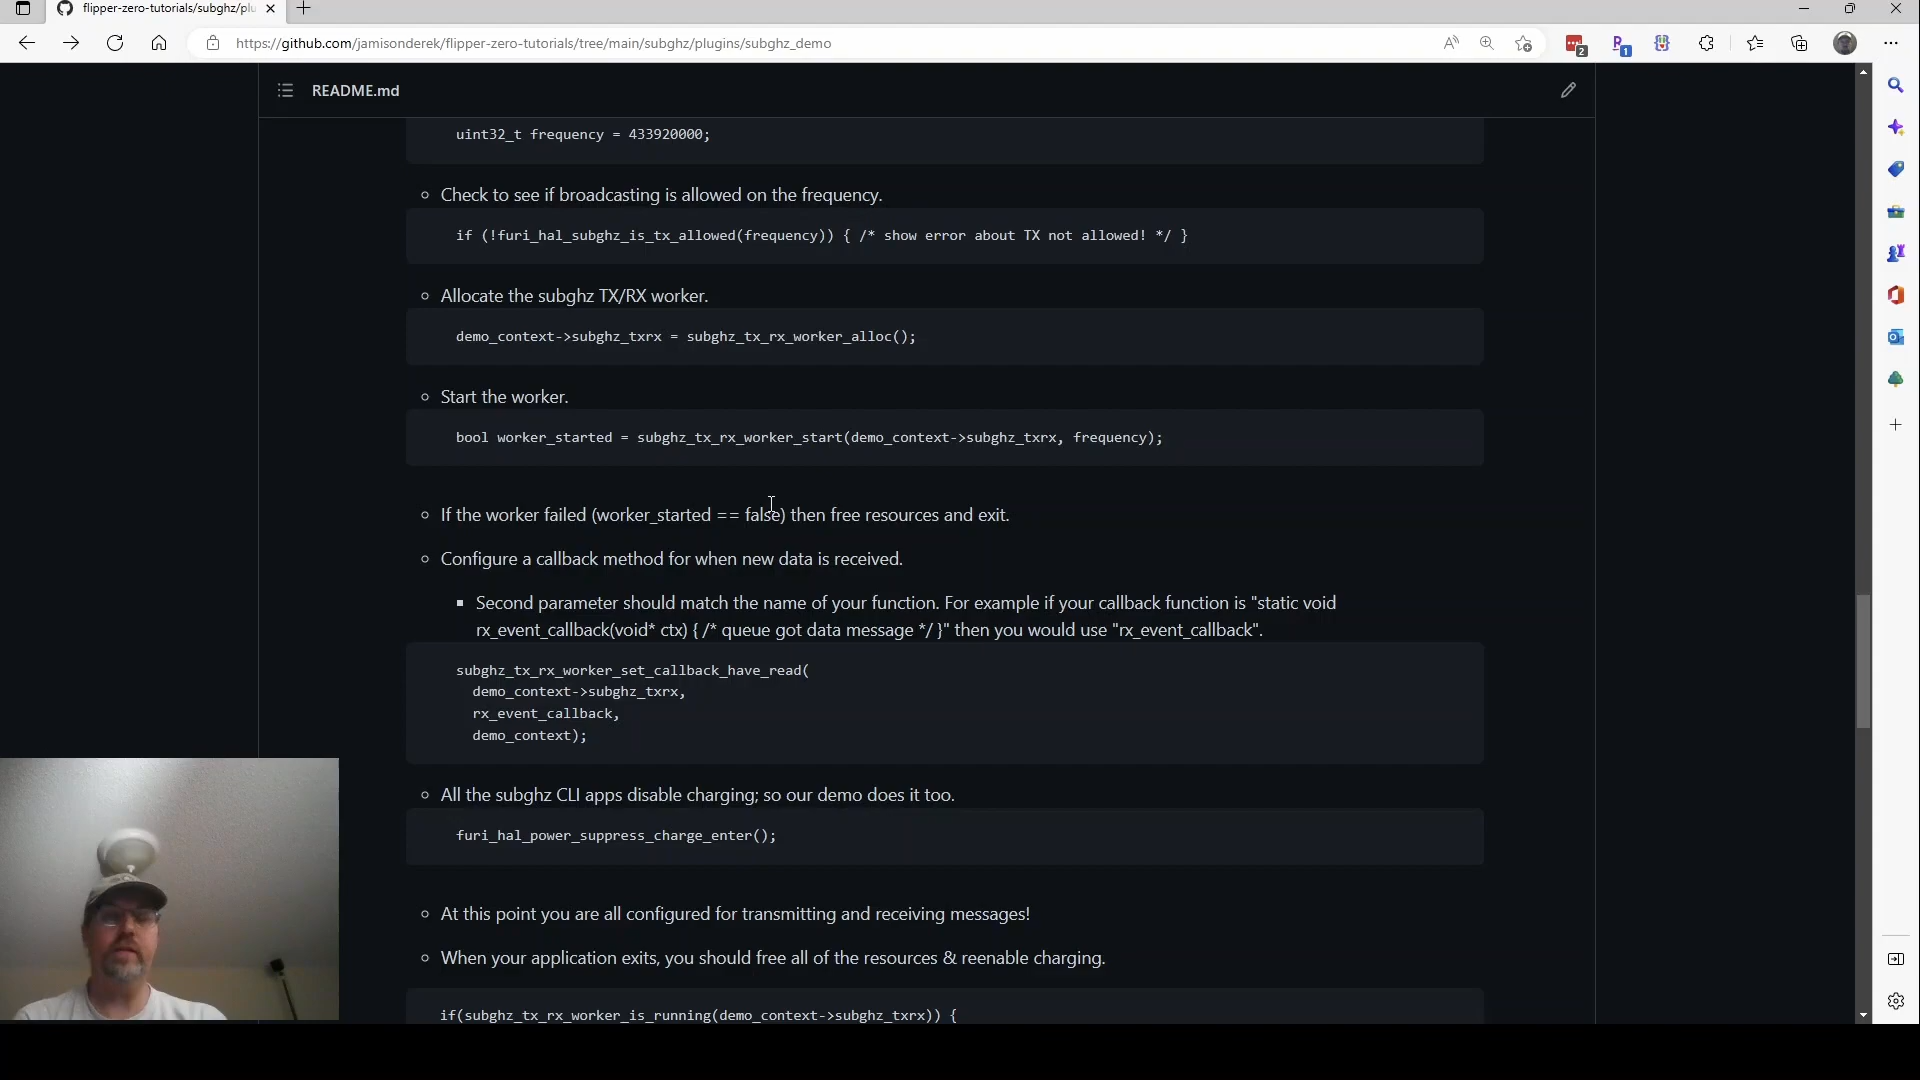 flipper-zero-tutorials/subghz/plu
https://github.com/jamisonderek/flipper-zero-tutorials/tree/main/subghz/plugins/subghz_demo
2
1
README.md
uint32_t frequency = 433920000;
Check to see if broadcasting is allowed on the frequency.
if (!furi_hal_subghz_is_tx_allowed(frequency)) { /* show error about TX not allowed! */ }
Allocate the subghz TX/RX worker.
demo_context->subghz_txrx = subghz_tx_rx_worker_alloc();
Start the worker.
bool worker_started = subghz_tx_rx_worker_start(demo_context->subghz_txrx, frequency);
If the worker failed (worker_started == false) then free resources and exit.
Configure a callback method for when new data is received.
Second parameter should match the name of your function. For example if your callback function is "static void
rx_event_callback(void* ctx) { /* queue got data message */ }" then you would use "rx_event_callback".
subghz_tx_rx_worker_set_callback_have_read(
demo_context->subghz_txrx,
rx_event_callback,
demo_context);
All the subghz CLI apps disable charging; so our demo does it too.
furi_hal_power_suppress_charge_enter();
At this point you are all configured for transmitting and receiving messages!
When your application exits, you should free all of the resources & reenable charging.
if(subghz_tx_rx_worker_is_running(demo_context->subghz_txrx)) {